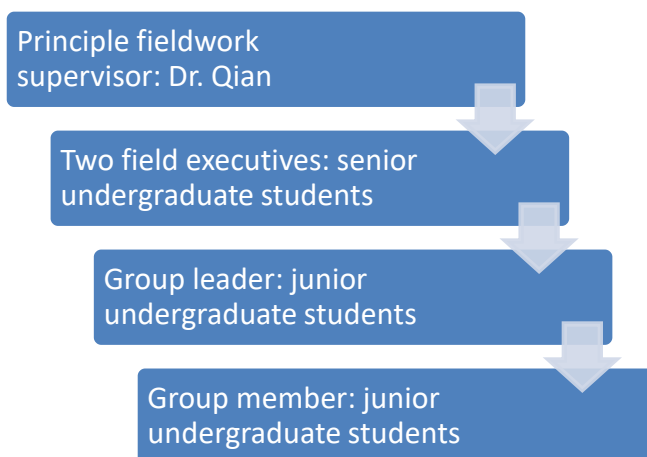 Principle fieldwork
supervisor: Dr. Qian
Two field executives: senior
undergraduate students
Group leader: junior
undergraduate students
Group member: junior
undergraduate students